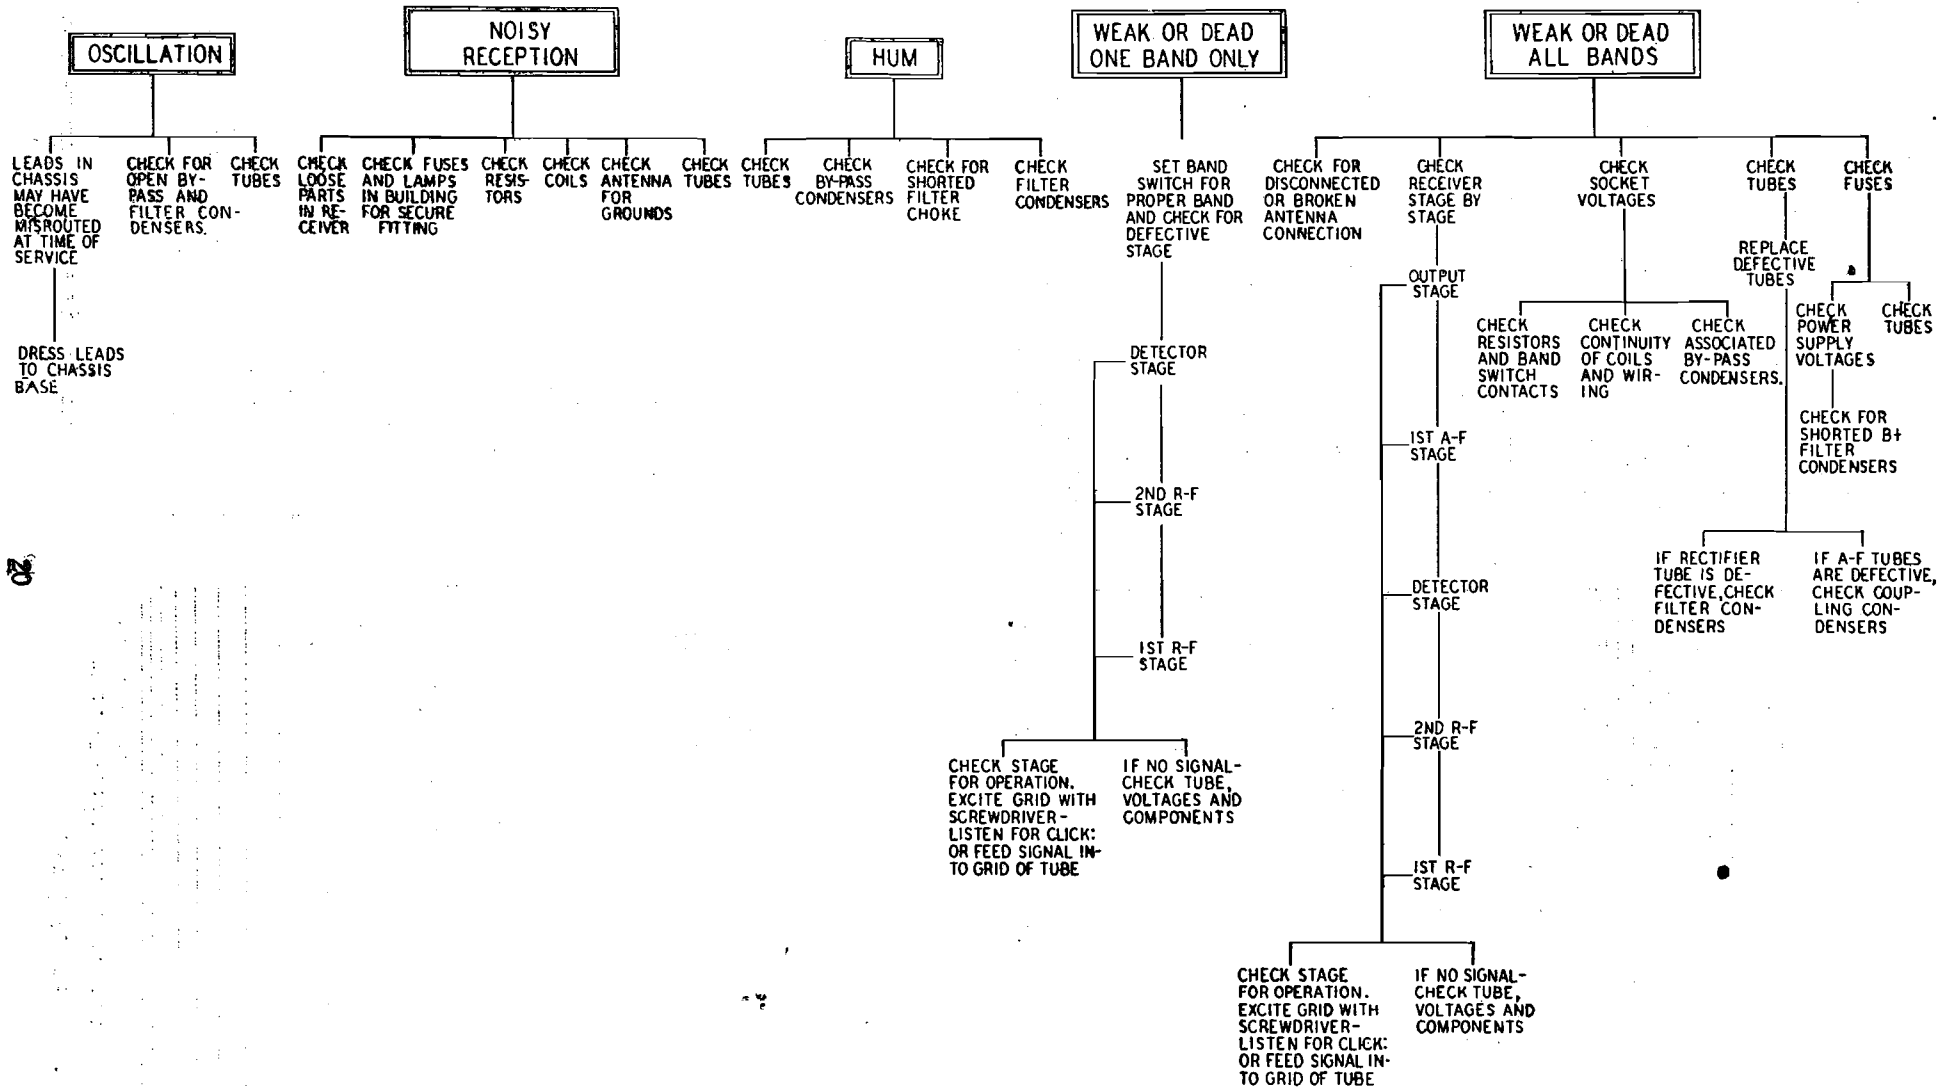 OSCILLATION
LEADS IN
CHASSIS
MAY HAVE
BECOME
MISROUTED
AT TIME OF
SERVICE
DRESS LEADS
TO CHASSIS
BASE
CHECK FOR
OPEN BY-
PASS AND
FILTER CON-
DENSERS.
CHECK
TUBES
NOISY
RECEPTION
CHECK
LOOSE
PARTS
IN RE-
CEIVER
CHECK FUSES
AND LAMPS
IN BUILDING
FOR SECURE
FITTING
CHECK
RESIS-
TORS
CHECK
COILS
CHECK
ANTENNA
FOR
GROUNDS
CHECK
TUBES
HUM
CHECK
TUBES
CHECK
BY-PASS
CONDENSERS
CHECK FOR
SHORTED
FILTER
CHOKE
CHECK
FILTER
CONDENSERS
WEAK OR DEAD
ONE BAND ONLY
SET BAND
SWITCH FOR
PROPER BAND
AND CHECK FOR
DEFECTIVE
STAGE
DETECTOR
STAGE
2ND R-F
STAGE
1ST R-F
STAGE
CHECK STAGE
FOR OPERATION.
EXCITE GRID WITH
SCREWDRIVER-
LISTEN FOR CLICK:
OR FEED SIGNAL IN-
TO GRID OF TUBE
IF NO SIGNAL-
CHECK TUBE,
VOLTAGES AND
COMPONENTS
WEAK OR DEAD
ALL BANDS
CHECK FOR
DISCONNECTED
OR BROKEN
ANTENNA
CONNECTION
CHECK
RECEIVER
STAGE BY
STAGE
OUTPUT
STAGE
1ST A-F
STAGE
DETECTOR
STAGE
2ND R-F
STAGE
1ST R-F
STAGE
CHECK STAGE
FOR OPERATION.
EXCITE GRID WITH
SCREWDRIVER-
LISTEN FOR CLICK:
OR FEED SIGNAL IN-
TO GRID OF TUBE
IF NO SIGNAL-
CHECK TUBE,
VOLTAGES AND
COMPONENTS
CHECK
SOCKET
VOLTAGES
CHECK
RESISTORS
AND BAND
SWITCH
CONTACTS
CHECK
CONTINUITY
OF COILS
AND WIR-
ING
CHECK
ASSOCIATED
BY-PASS
CONDENSERS.
CHECK
TUBES
REPLACE
DEFECTIVE
TUBES
IF RECTIFIER
TUBE IS DE-
FECTIVE,CHECK
FILTER CON-
DENSERS
IF A-F TUBES
ARE DEFECTIVE,
CHECK COUP-
LING CON-
DENSERS
CHECK
FUSES
CHECK
POWER
SUPPLY
VOLTAGES
CHECK FOR
SHORTED B+
FILTER
CONDENSERS
CHECK
TUBES
20